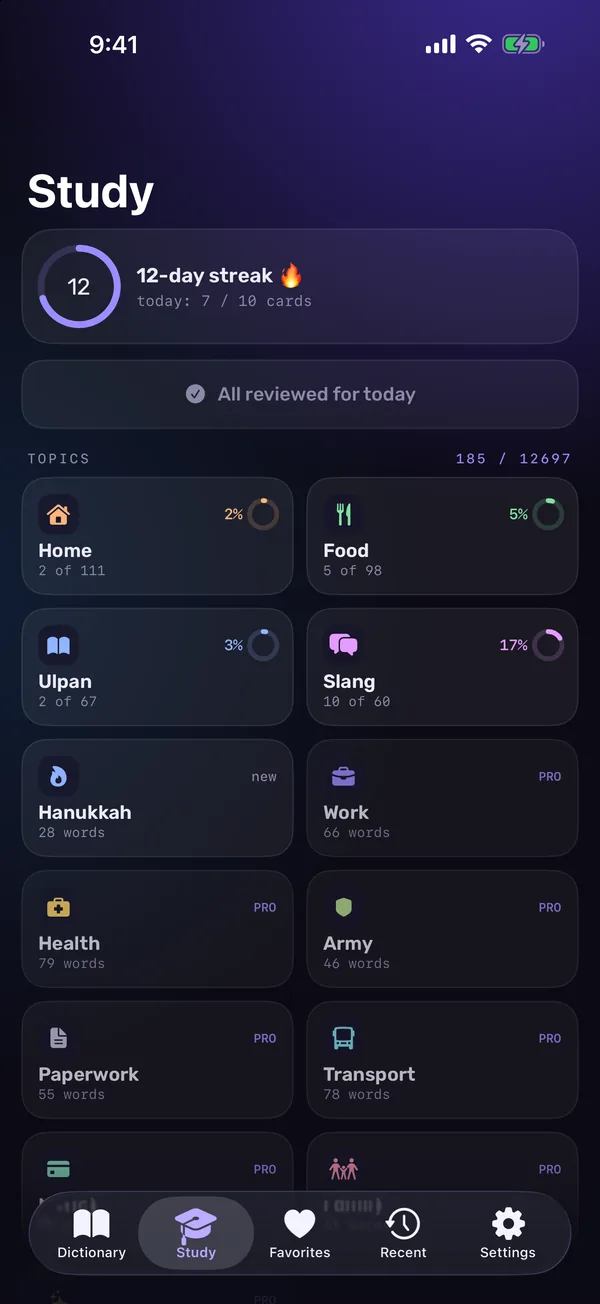 9:41
Study
12
12-day streak 🔥
today: 7 / 10 cards
All reviewed for today
TOPICS
185 / 12697
2%
Home
2 of 111
5%
Food
5 of 98
3%
Ulpan
2 of 67
17%
Slang
10 of 60
new
Hanukkah
28 words
PRO
Work
66 words
PRO
Health
79 words
PRO
Army
46 words
PRO
Paperwork
55 words
PRO
Transport
78 words
PRO
PRO
Dictionary
Study
Favorites
Recent
Settings
PRO